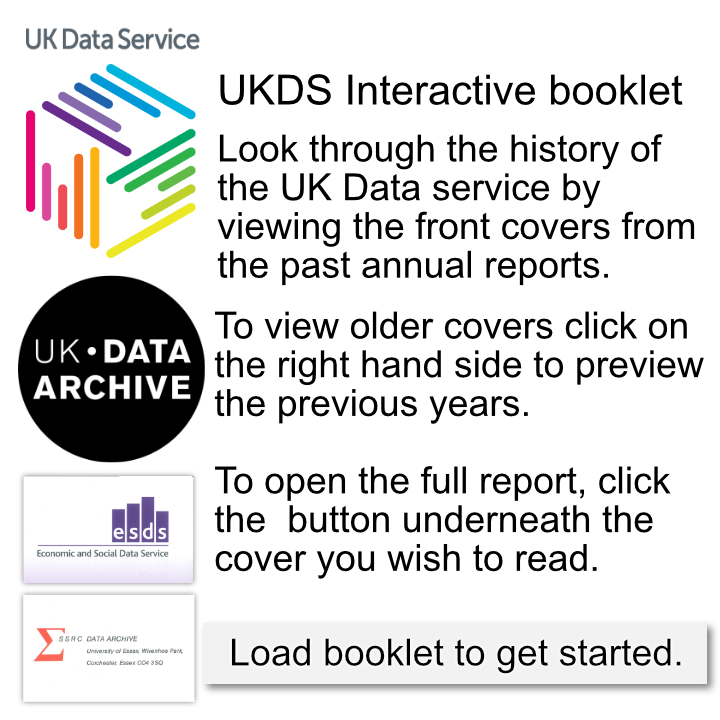 UK Data Service
UKDS Interactive booklet
Look through the history of
the UK Data service by
viewing the front covers from
the past annual reports.
UK • DATA
ARCHIVE
To view older covers click on
the right hand side to preview
the previous years.
esds
Economic and Social Data Service
To open the full report, click
the  button underneath the
cover you wish to read.
Σ SSRC DATA ARCHIVE
University of Essex, Wivenhoe Park,
Colchester, Essex CO4 3SQ
Load booklet to get started.